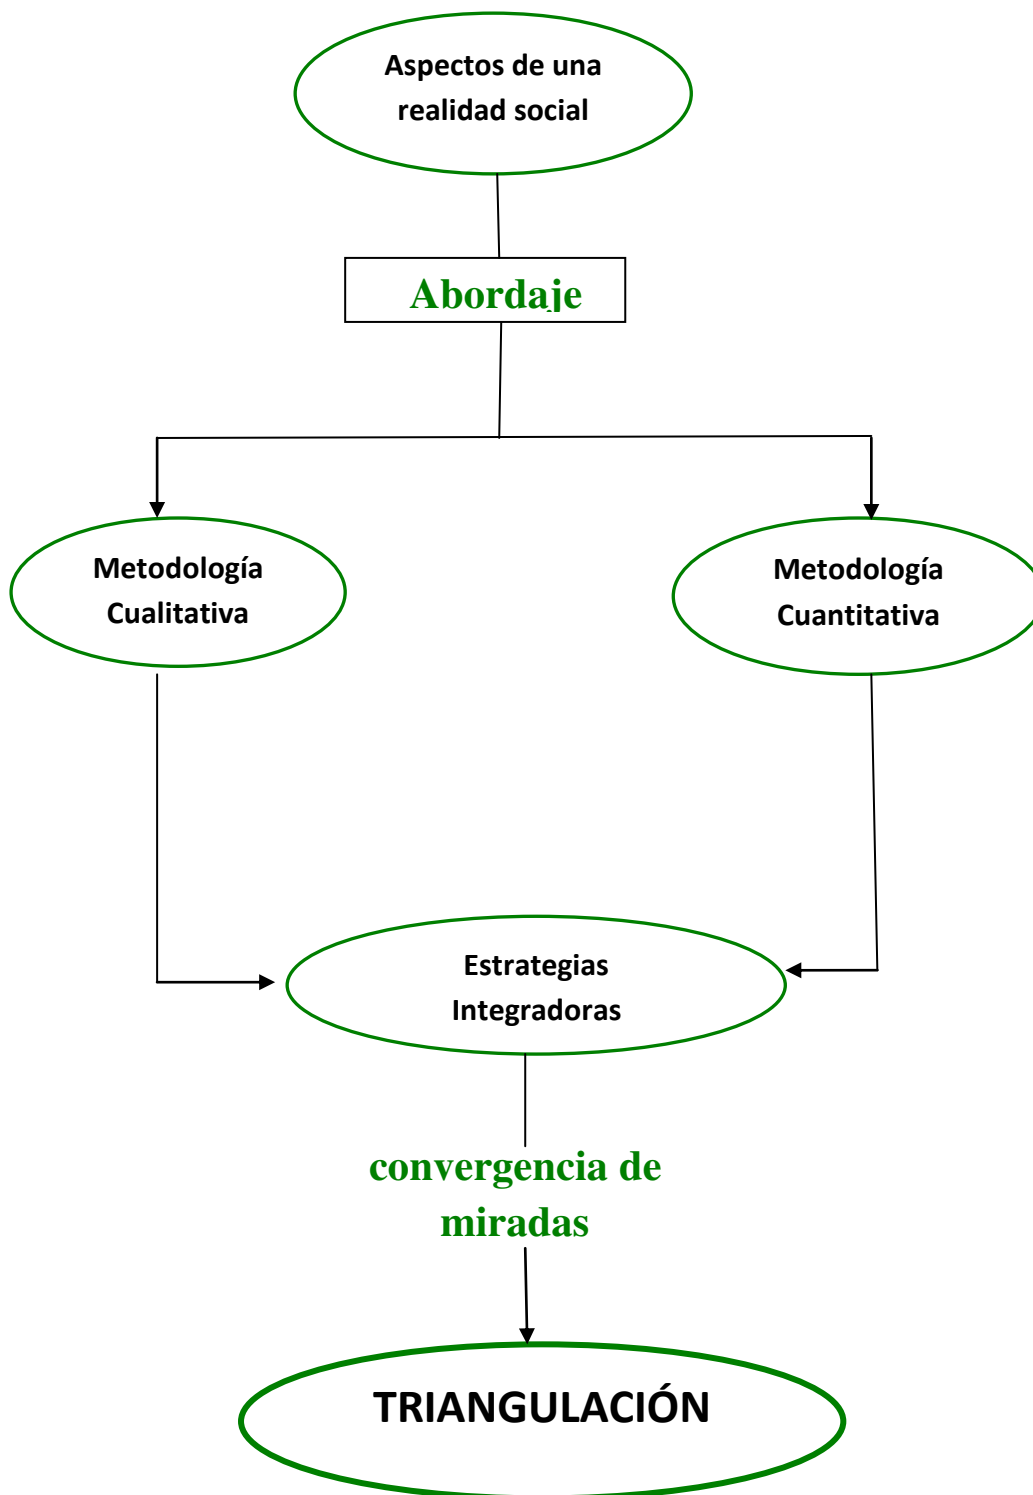 Aspectos de una
realidad social
Abordaje
Metodología
Cualitativa
Metodología
Cuantitativa
Estrategias
Integradoras
convergencia de
miradas
TRIANGULACIÓN